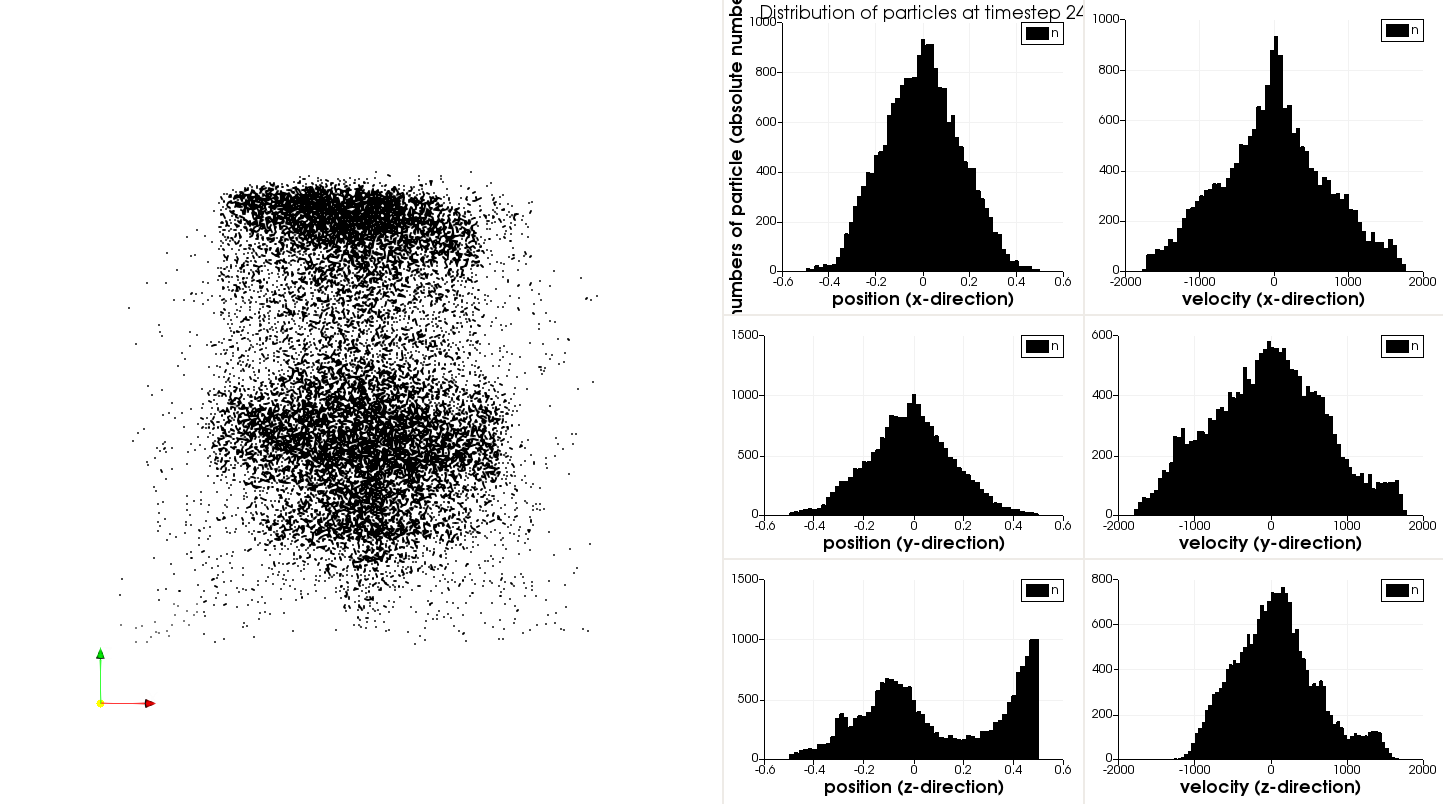 Distribution of particles at timestep 24
numbers of particle (absolute numbe
1000
800
600
400
200
0
-0.6 -0.4 -0.2 0 0.2 0.4 0.6
position (x-direction)
n
1000
800
600
400
200
0
-2000 -1000 0 1000 2000
velocity (x-direction)
n
1500
1000
500
0
-0.6 -0.4 -0.2 0 0.2 0.4 0.6
position (y-direction)
n
600
400
200
0
-2000 -1000 0 1000 2000
velocity (y-direction)
n
1500
1000
500
0
-0.6 -0.4 -0.2 0 0.2 0.4 0.6
position (z-direction)
n
800
600
400
200
0
-2000 -1000 0 1000 2000
velocity (z-direction)
n